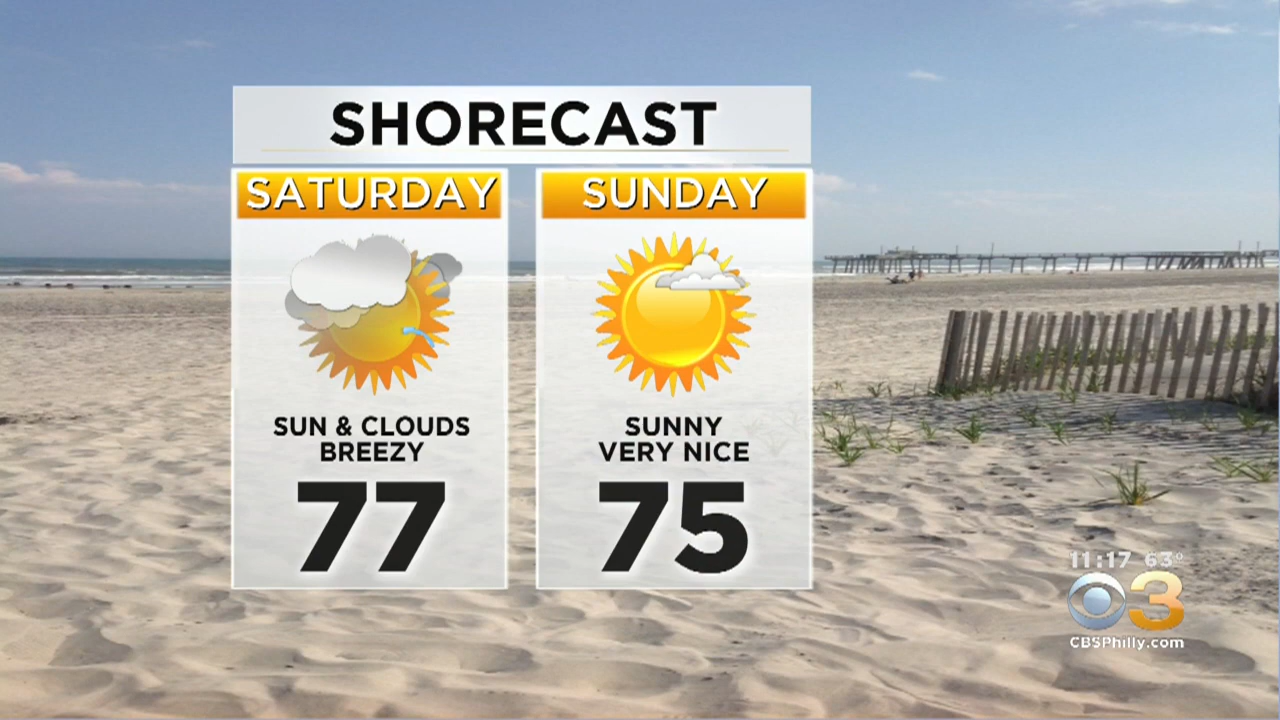 SHORECAST
SATURDAY
SUN & CLOUDS
BREEZY
77
SUNDAY
SUNNY
VERY NICE
75
11:17 63°
3
CBSPhilly.com